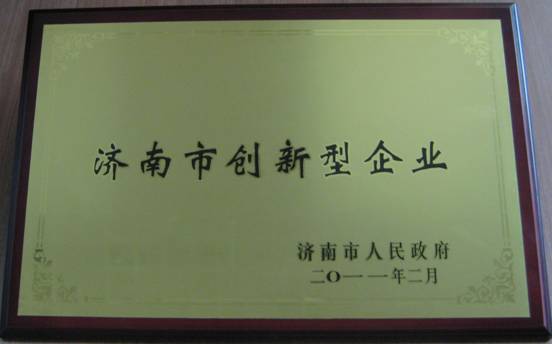 济南市创新型企业
济南市人民政府
二〇一一年二月